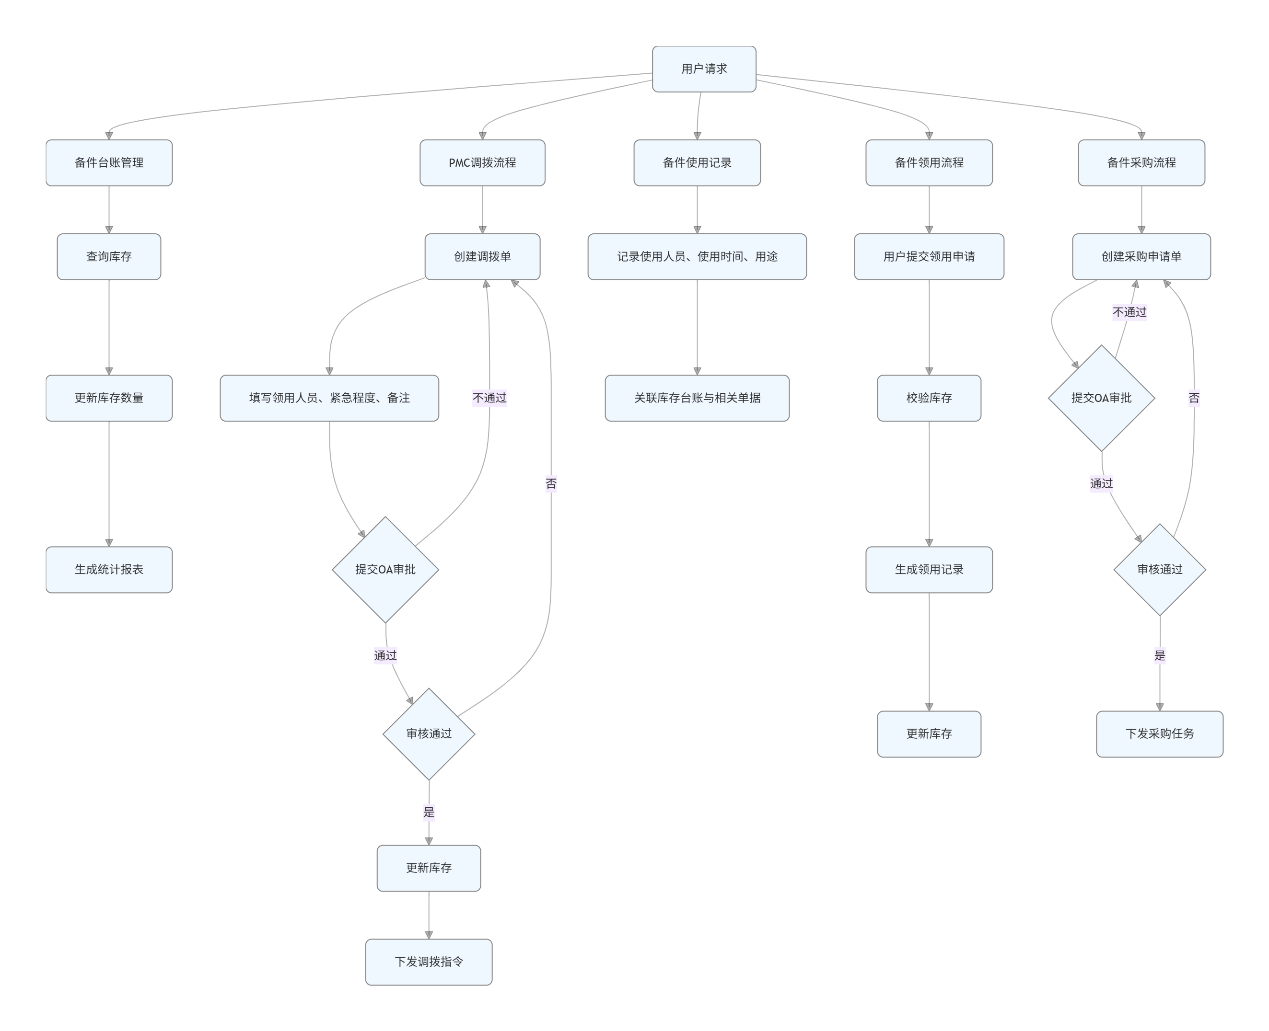 用户请求
备件台账管理
PMC调拨流程
备件使用记录
备件领用流程
备件采购流程
查询库存
创建调拨单
记录使用人员、使用时间、用途
用户提交领用申请
创建采购申请单
不通过
更新库存数量
填写领用人员、紧急程度、备注
不通过
关联库存台账与相关单据
校验库存
提交OA审批
否
否
通过
生成统计报表
提交OA审批
生成领用记录
审核通过
通过
是
审核通过
更新库存
下发采购任务
是
更新库存
下发调拨指令